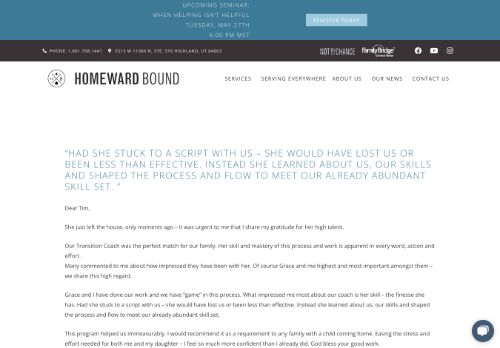 UPCOMING SEMINAR:
WHEN HELPING ISN'T HELPFUL
TUESDAY, MAY 27TH
6:00 PM MST
REGISTER TODAY
PHONE: 1.801.768.1441
5513 W 11000 N, STE. 316 HIGHLAND, UT 84003
NOT BY CHANCE
FamilyBridge
HOMEWARD BOUND
SERVICES SERVING EVERYWHERE ABOUT US OUR NEWS CONTACT US
"HAD SHE STUCK TO A SCRIPT WITH US – SHE WOULD HAVE LOST US OR
BEEN LESS THAN EFFECTIVE. INSTEAD SHE LEARNED ABOUT US, OUR SKILLS
AND SHAPED THE PROCESS AND FLOW TO MEET OUR ALREADY ABUNDANT
SKILL SET. "
Dear Tim,
She just left the house, only moments ago – it was urgent to me that I share my gratitude for her high talent.
Our Transition Coach was the perfect match for our family. Her skill and mastery of this process and work is apparent in every word, action and
effort.
Many commented to me about how impressed they have been with her. Of course Grace and me highest and most important amongst them –
we share this high regard.
Grace and I have done our work and we have "game" in this process. What impressed me most about our coach is her skill – the finesse she
has. Had she stuck to a script with us – she would have lost us or been less than effective. Instead she learned about us, our skills and shaped
the process and flow to meet our already abundant skill set.
This program helped us immeasurably. I would recommend it as a requirement to any family with a child coming home. Easing the stress and
effort needed for both me and my daughter – I feel so much more confident than I already did. God bless your good work.